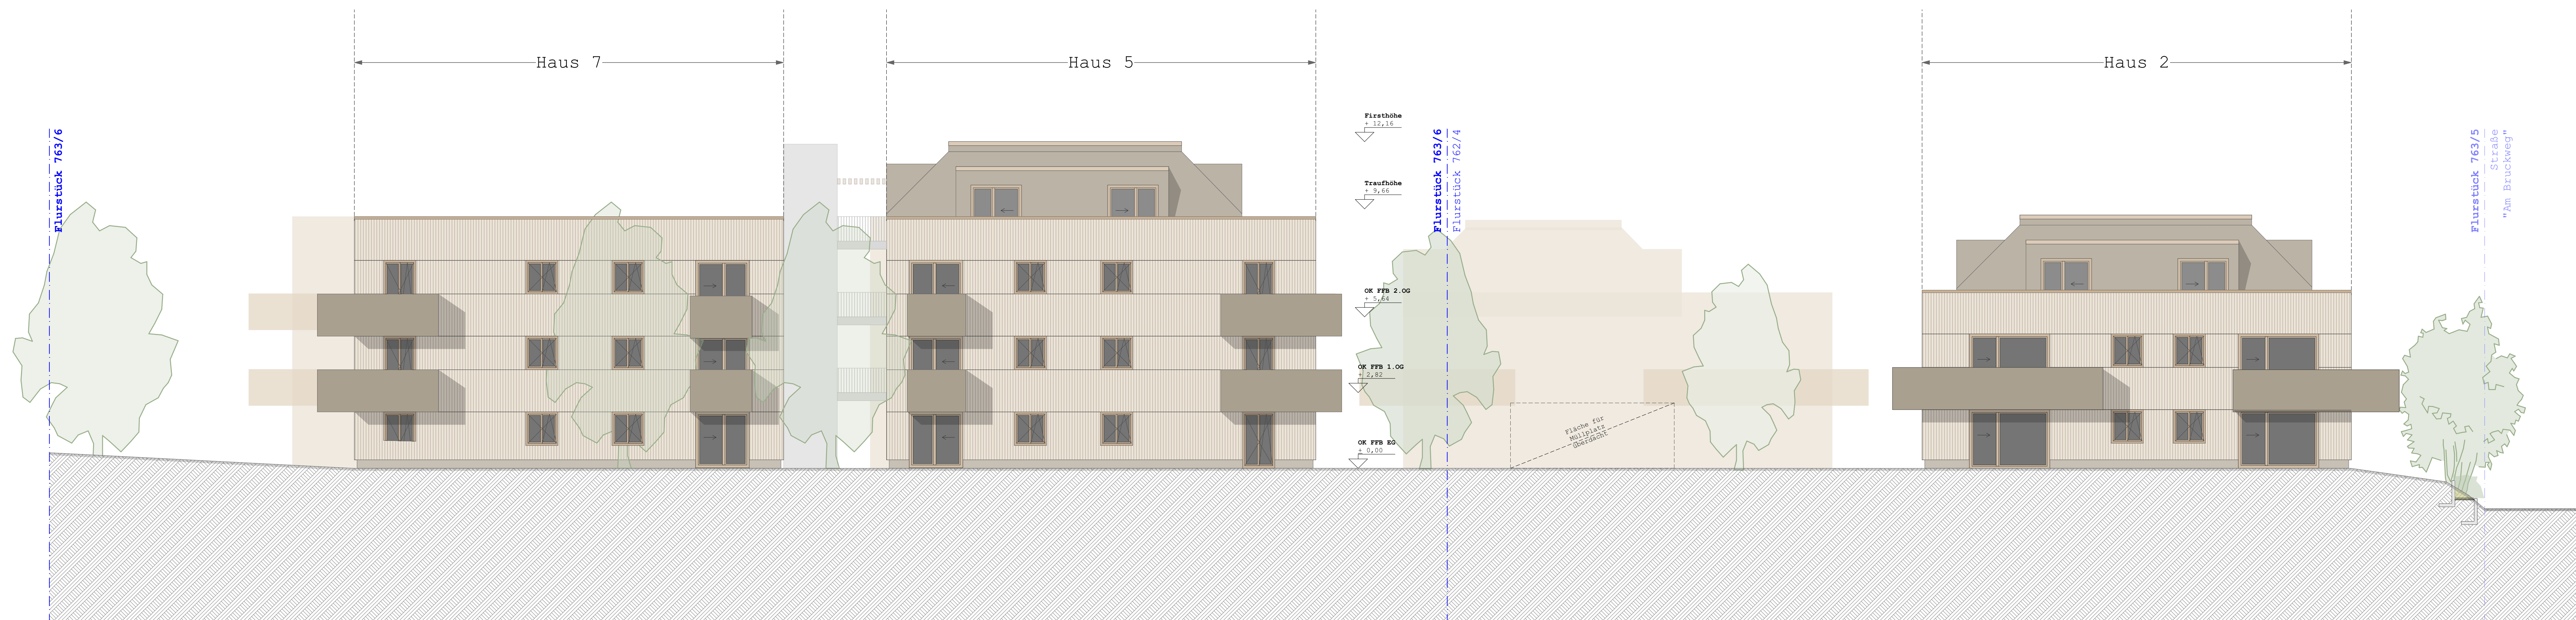 Haus 7
Haus 5
Haus 2
Flurstück 763/6
Firsthöhe
+ 12,16
Traufhöhe
+ 9,66
OK FFB 2.OG
+ 5,64
OK FFB 1.OG
+ 2,82
OK FFB EG
+ 0,00
Flurstück 763/6
Flurstück 762/4
Fläche für
Müllplatz
überdacht
Flurstück 763/5
Straße
"Am Bruckweg"